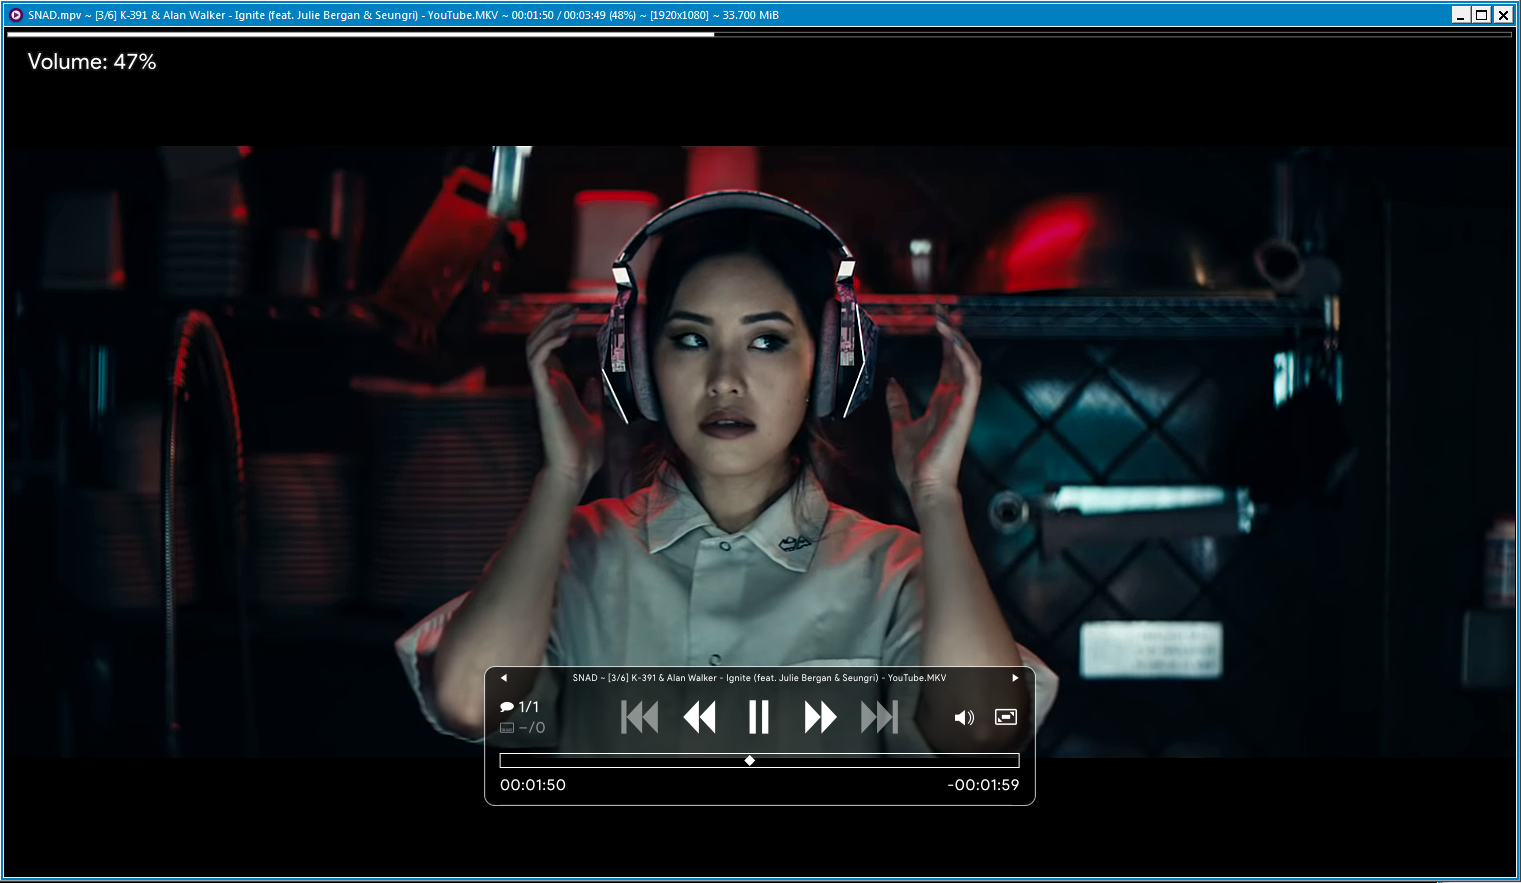 SNAD.mpv ~ [3/6] K-391 & Alan Walker - Ignite (feat. Julie Bergan & Seungri) - YouTube.MKV ~ 00:01:50 / 00:03:49 (48%) ~ [1920x1080] ~ 33.700 MiB
Volume: 47%
SNAD ~ [3/6] K-391 & Alan Walker - Ignite (feat. Julie Bergan & Seungri) - YouTube.MKV
1/1
–/0
00:01:50
-00:01:59